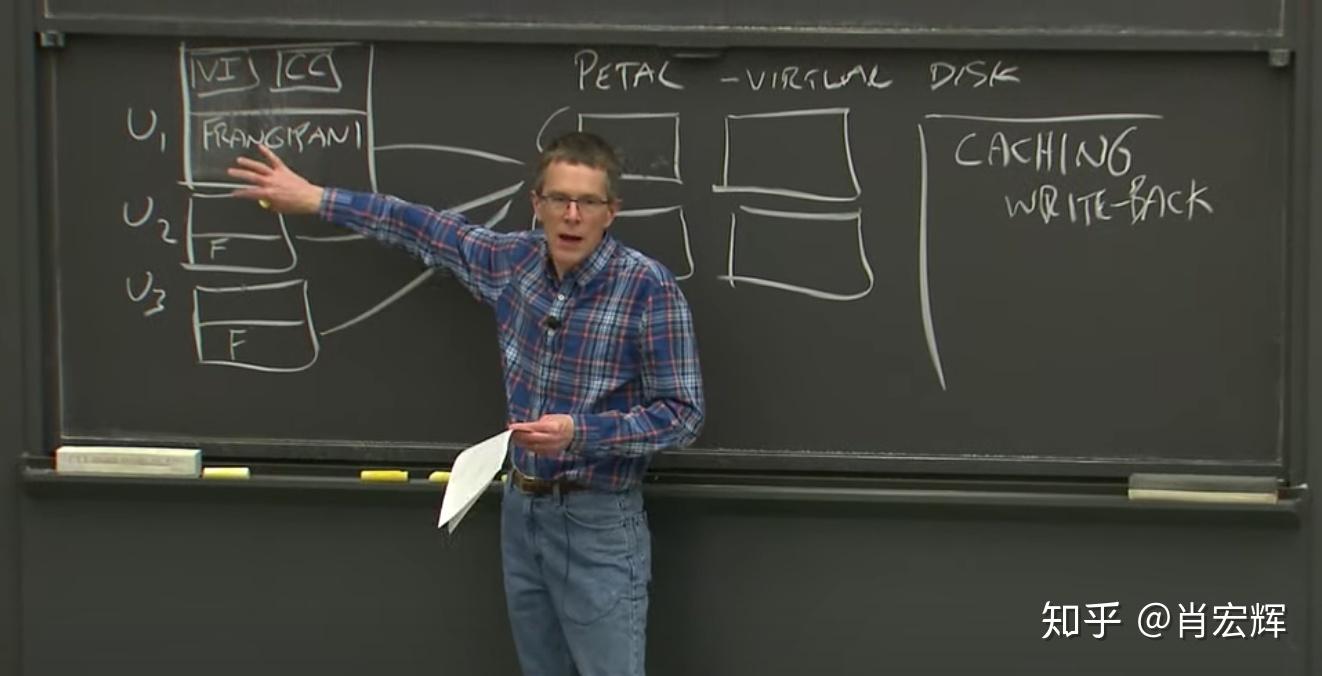 VI CC
PETAL - VIRTUAL DISK
U1 FRANGIPANI
CACHING
WRITE-BACK
U2
F
U3
F
知乎 @肖宏辉